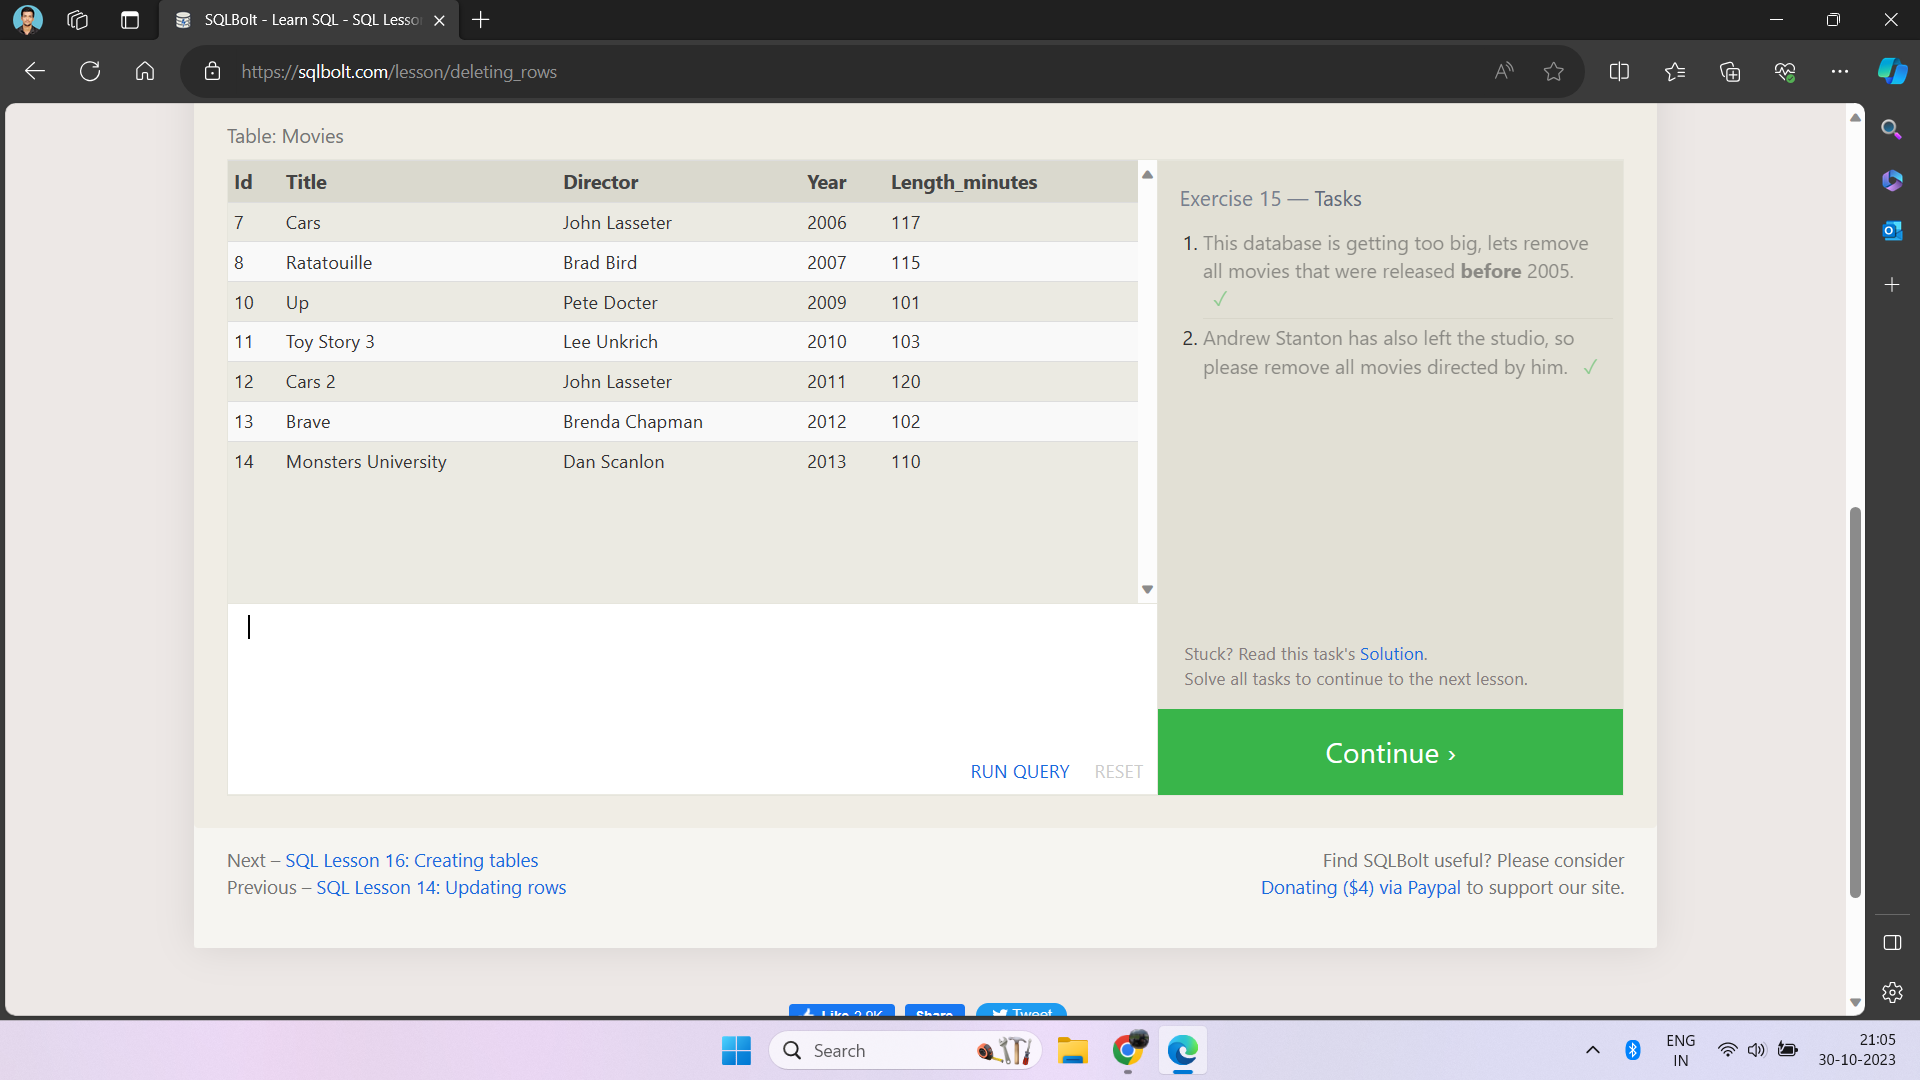 SQLBolt - Learn SQL - SQL Lesso
https://sqlbolt.com/lesson/deleting_rows
Table: Movies
Id Title Director Year Length_minutes
7 Cars John Lasseter 2006 117
8 Ratatouille Brad Bird 2007 115
10 Up Pete Docter 2009 101
11 Toy Story 3 Lee Unkrich 2010 103
12 Cars 2 John Lasseter 2011 120
13 Brave Brenda Chapman 2012 102
14 Monsters University Dan Scanlon 2013 110
RUN QUERY RESET
Exercise 15 — Tasks
1. This database is getting too big, lets remove
all movies that were released before 2005.
✓
2. Andrew Stanton has also left the studio, so
please remove all movies directed by him. ✓
Stuck? Read this task's Solution.
Solve all tasks to continue to the next lesson.
Continue ›
Next – SQL Lesson 16: Creating tables
Previous – SQL Lesson 14: Updating rows
Find SQLBolt useful? Please consider
Donating ($4) via Paypal to support our site.
Like 2.9K Share Tweet
Search
ENG
IN
21:05
30-10-2023